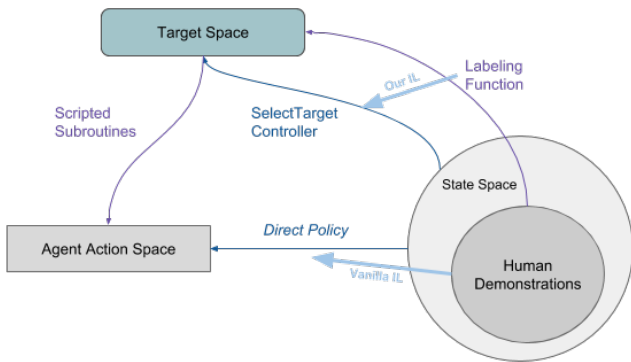 Target Space
Our IL
Labeling
Function
Scripted
Subroutines
SelectTarget
Controller
State Space
Direct Policy
Agent Action Space
Vanilla IL
Human
Demonstrations